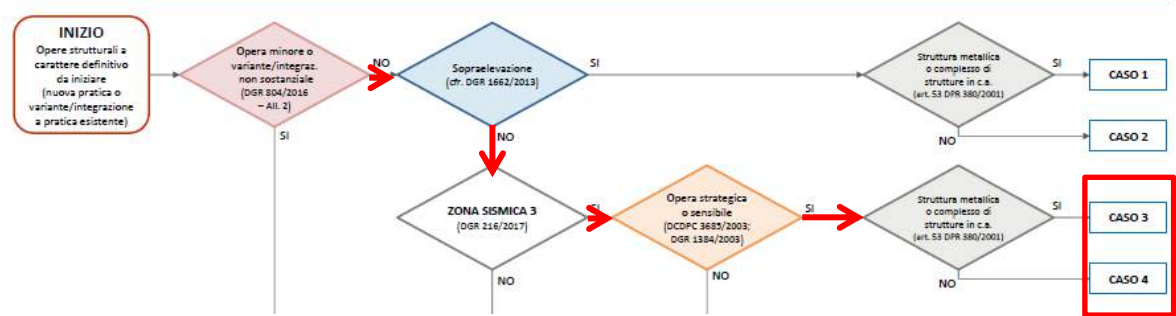 INIZIO
Opere strutturali a
carattere definitivo
da iniziare
(nuova pratica o
variante/integrazione
a pratica esistente)
Opera minore o
variante/integraz.
non sostanziale
(DGR 804/2016
– All. 2)
NO
SI
Sopraelevazione
(cfr. DGR 1662/2013)
SI
NO
Struttura metallica
o complesso di
strutture in c.a.
(art. 53 DPR 380/2001)
SI
CASO 1
NO
CASO 2
ZONA SISMICA 3
(DGR 216/2017)
SI
NO
Opera strategica
o sensibile
(DCDPC 3685/2003;
DGR 1384/2003)
SI
NO
Struttura metallica
o complesso di
strutture in c.a.
(art. 53 DPR 380/2001)
SI
CASO 3
NO
CASO 4